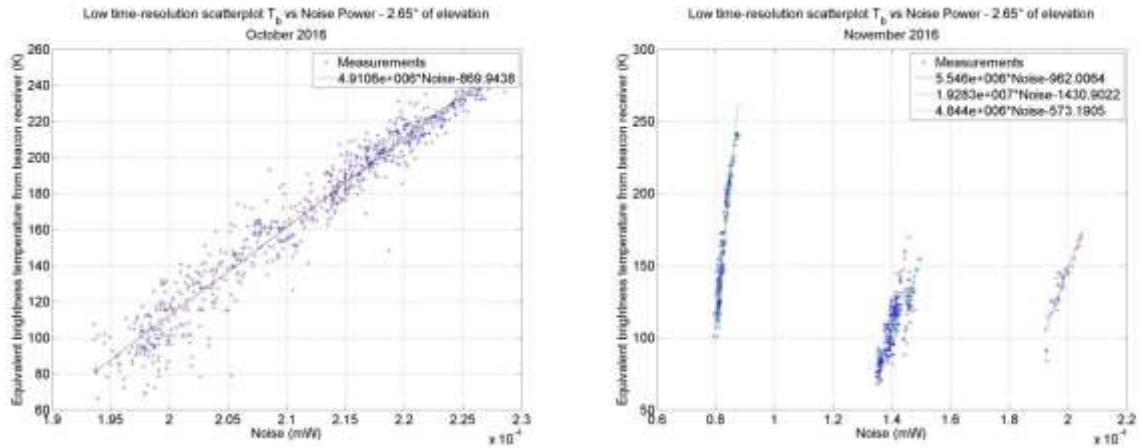 Low time-resolution scatterplot T_b vs Noise Power - 2.65° of elevation
October 2016
Equivalent brightness temperature from beacon receiver (K)
260
240
220
200
180
160
140
120
100
80
60
Measurements
4.9106e+006*Noise-869.9438
1.9
1.95
2
2.05
2.1
2.15
2.2
2.25
2.3
Noise (mW)
x 10⁻⁴
Low time-resolution scatterplot T_b vs Noise Power - 2.65° of elevation
November 2016
Equivalent brightness temperature from beacon receiver (K)
300
250
200
150
100
50
Measurements
5.546e+006*Noise-962.0064
1.9283e+007*Noise-1430.9022
4.844e+006*Noise-573.1905
0.6
0.8
1
1.2
1.4
1.6
1.8
2
2.2
Noise (mW)
x 10⁻⁴